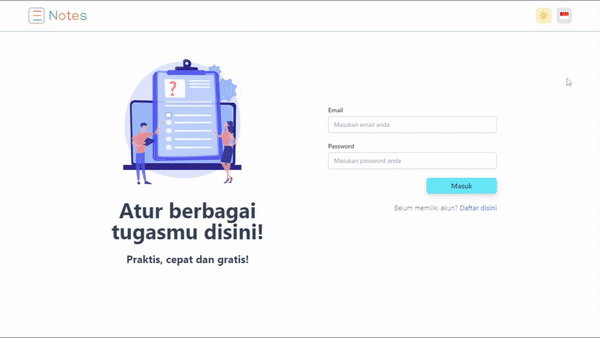 Notes
Atur berbagai
tugasmu disini!
Praktis, cepat dan gratis!
Email
Masukan email anda
Password
Masukan password anda
Masuk
Belum memiliki akun? Daftar disini
?